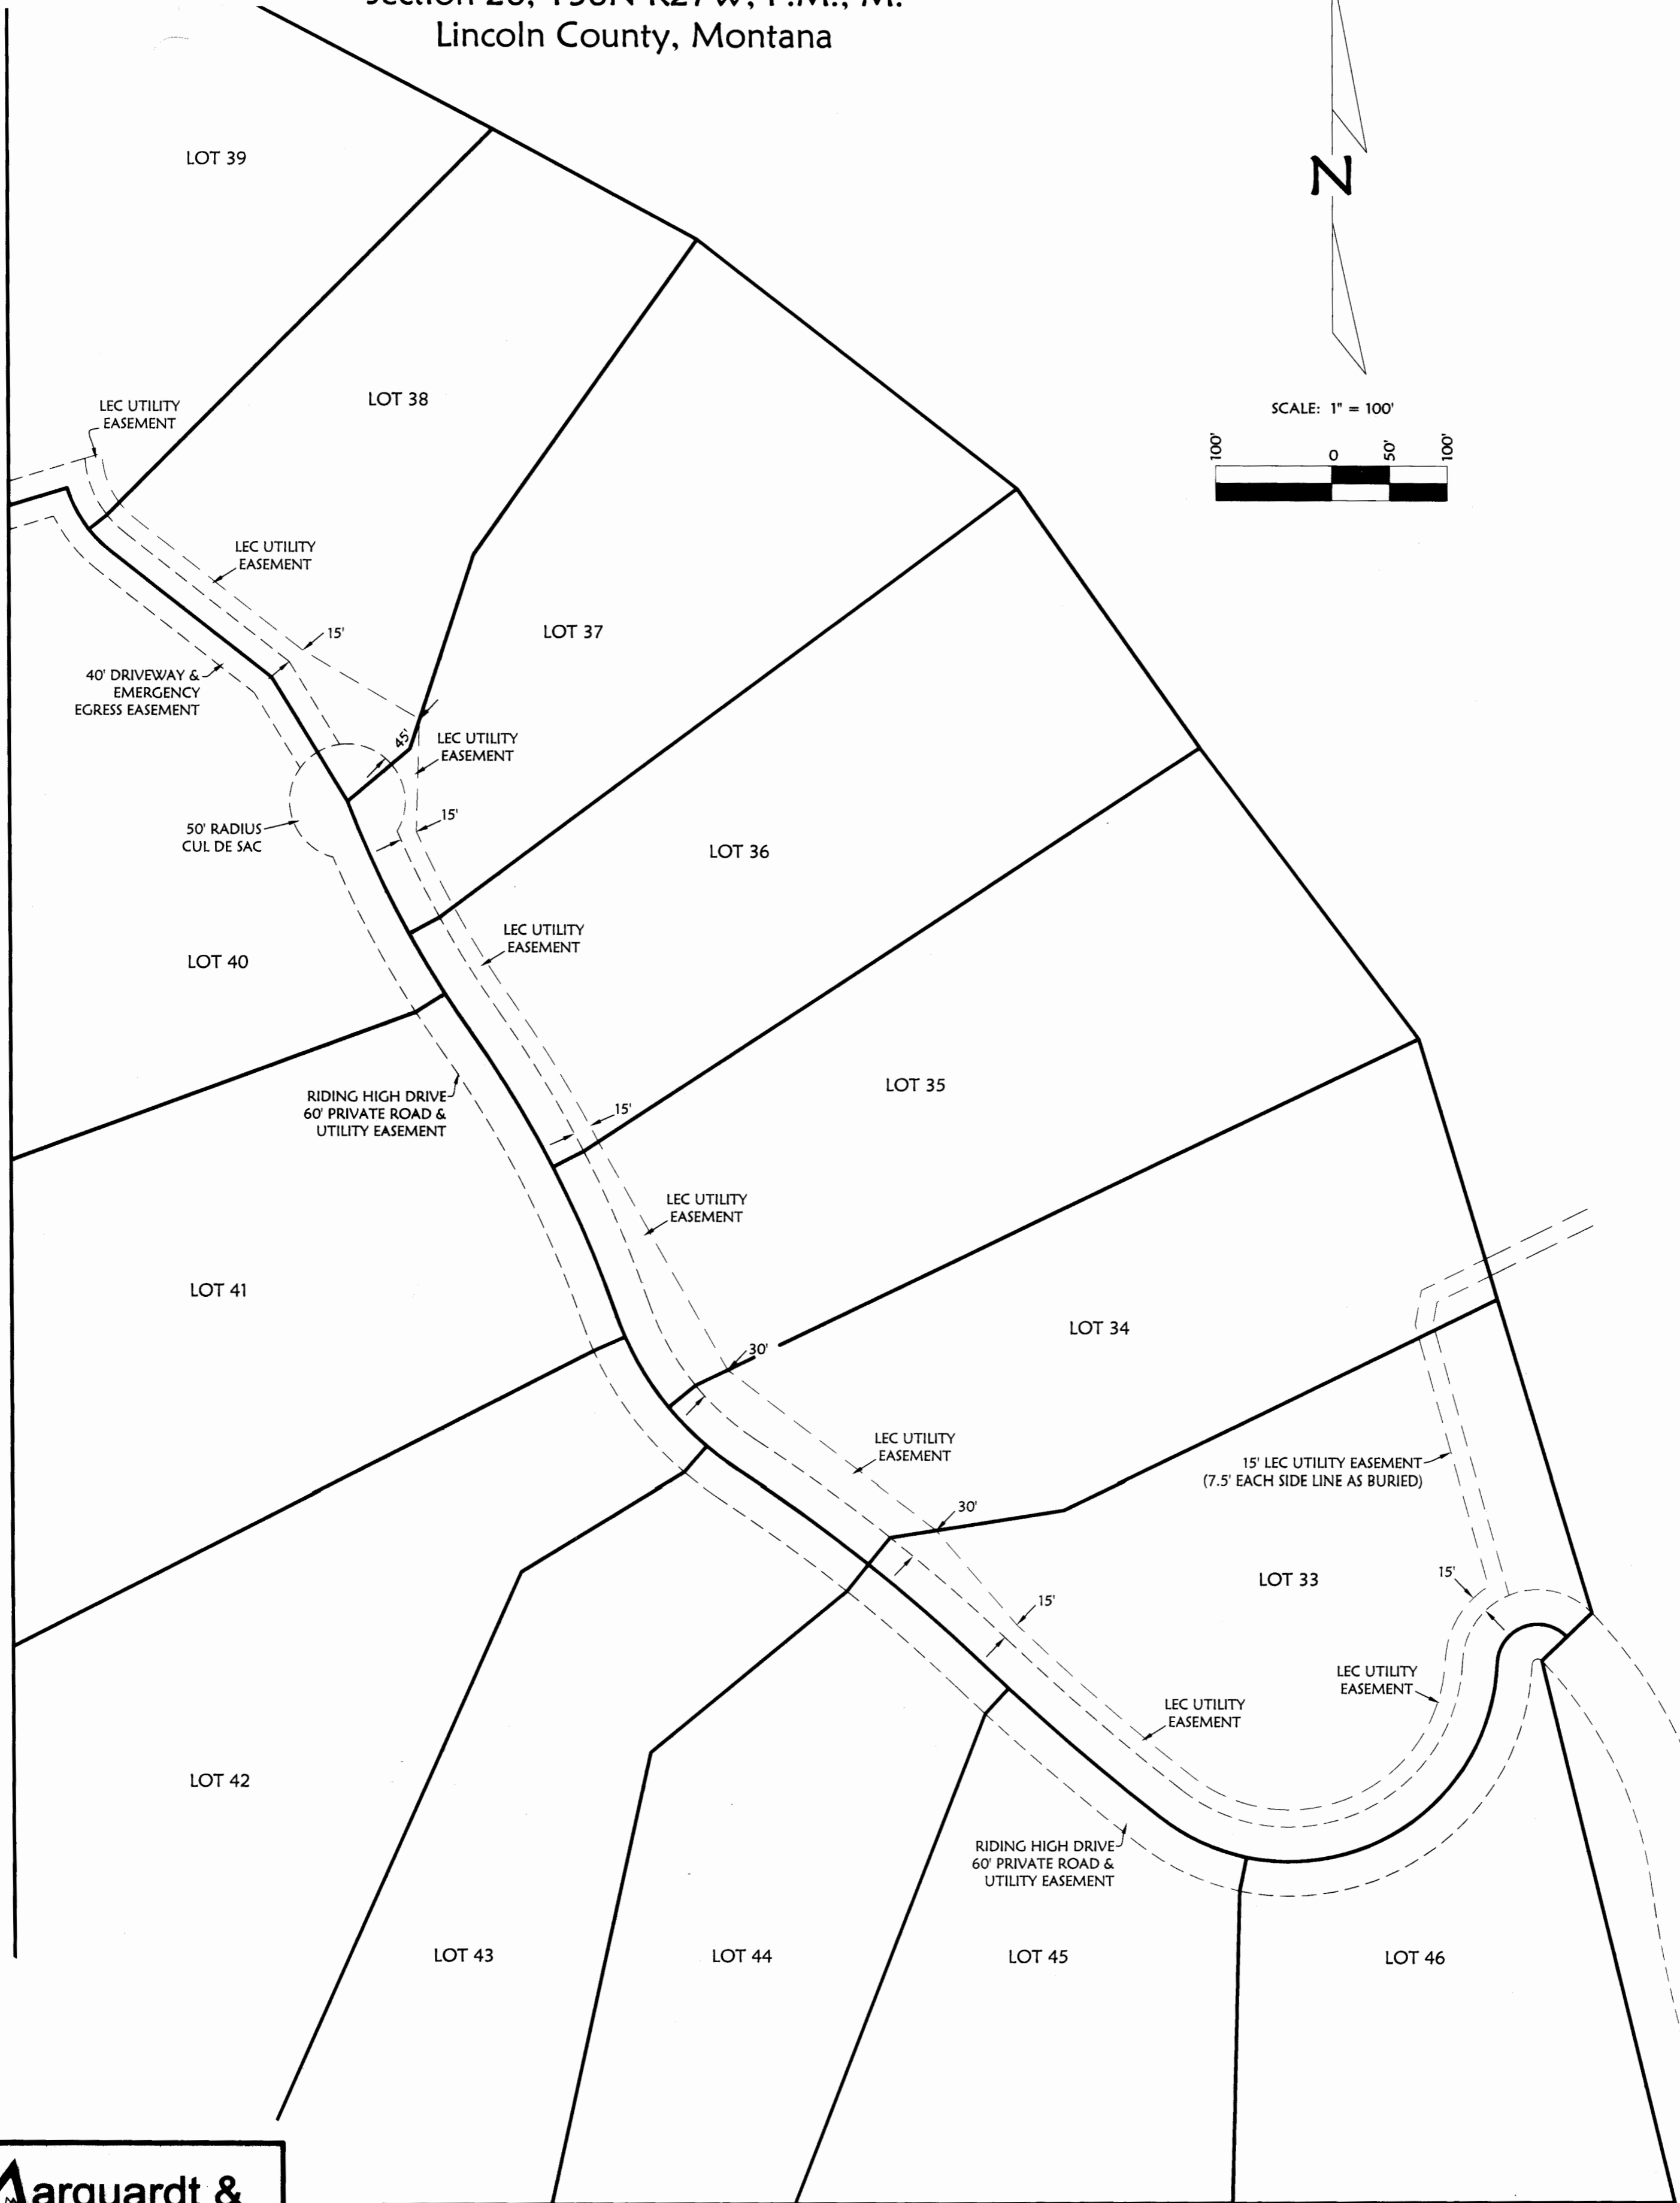 Lincoln County, Montana
N
LOT 39
SCALE: 1" = 100'
100'
0
50'
100'
LEC UTILITY
EASEMENT
LOT 38
LEC UTILITY
EASEMENT
15'
LOT 37
40' DRIVEWAY &
EMERGENCY
EGRESS EASEMENT
45'
LEC UTILITY
EASEMENT
15'
50' RADIUS
CUL DE SAC
LOT 36
LEC UTILITY
EASEMENT
LOT 40
LOT 35
RIDING HIGH DRIVE
60' PRIVATE ROAD &
UTILITY EASEMENT
15'
LEC UTILITY
EASEMENT
LOT 41
LOT 34
30'
LEC UTILITY
EASEMENT
15' LEC UTILITY EASEMENT
(7.5' EACH SIDE LINE AS BURIED)
30'
LOT 33
15'
15'
LEC UTILITY
EASEMENT
LEC UTILITY
EASEMENT
LOT 42
RIDING HIGH DRIVE
60' PRIVATE ROAD &
UTILITY EASEMENT
LOT 43
LOT 44
LOT 45
LOT 46
arquardt &